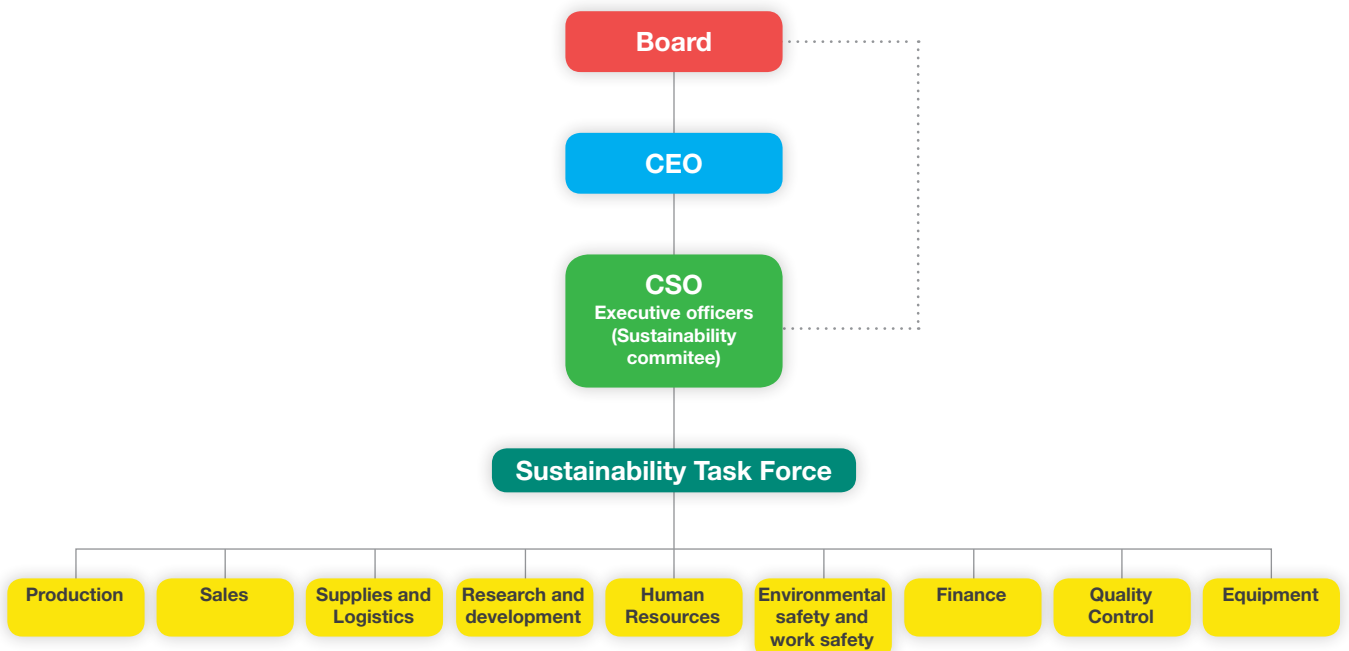 Board
CEO
CSO
Executive officers
(Sustainability
commitee)
Sustainability Task Force
Production
Sales
Supplies and
Logistics
Research and
development
Human
Resources
Environmental
safety and
work safety
Finance
Quality
Control
Equipment